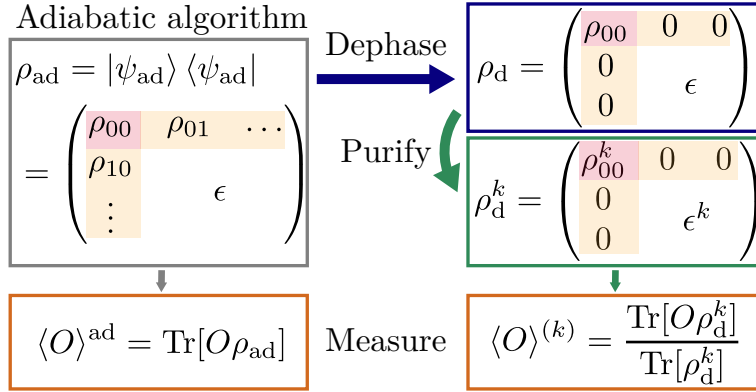 Adiabatic algorithm
ρ_ad = |ψ_ad⟩ ⟨ψ_ad|
= ( ρ_00 ρ_01 ⋯
ρ_10 ϵ
⋮ )
Dephase
ρ_d = ( ρ_00 0 0
0 ϵ
0 )
Purify
ρ_d^k = ( ρ_00^k 0 0
0 ϵ^k
0 )
⟨O⟩^ad = Tr[Oρ_ad]
Measure
⟨O⟩^(k) = Tr[Oρ_d^k] / Tr[ρ_d^k]